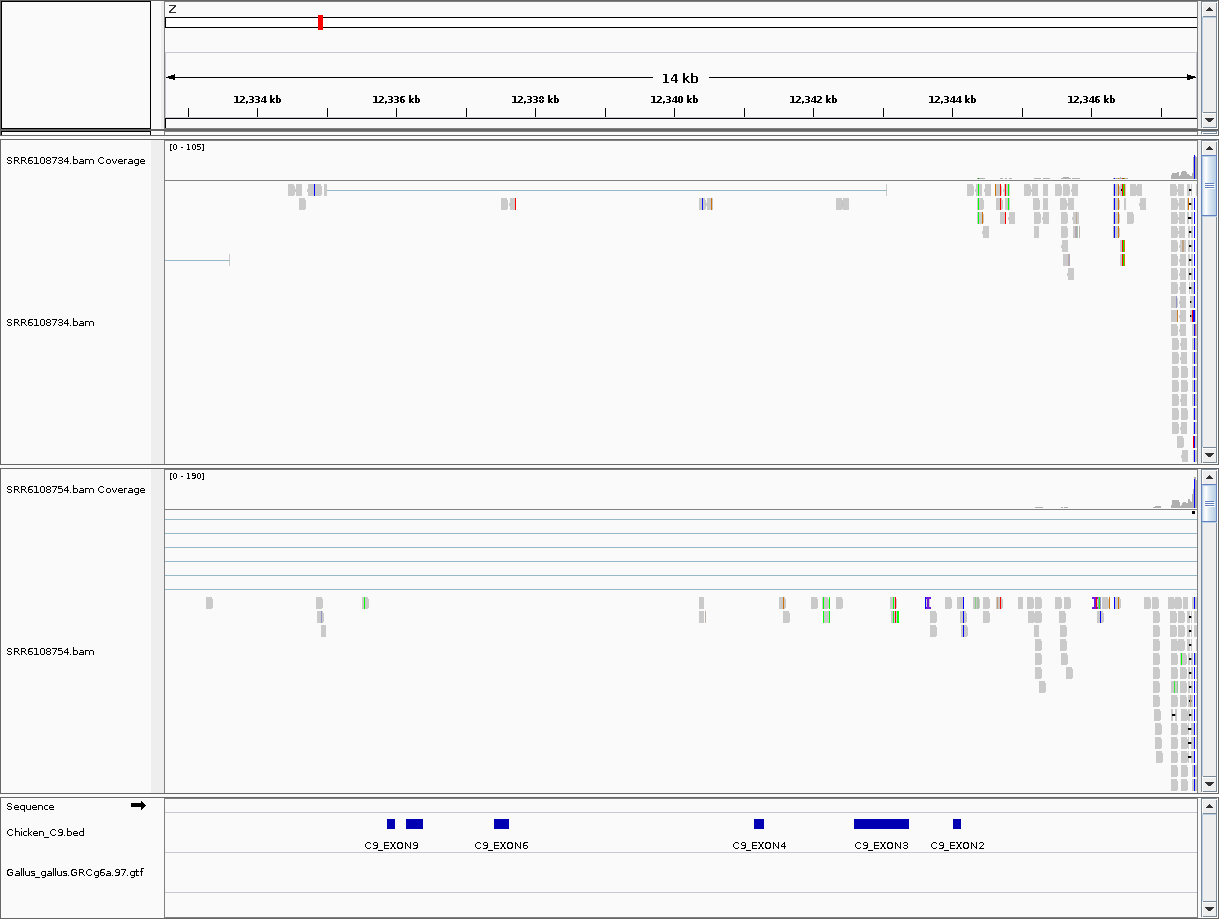 Z
14 kb
12,334 kb 12,336 kb 12,338 kb 12,340 kb 12,342 kb 12,344 kb 12,346 kb
[0 - 105]
SRR6108734.bam Coverage
SRR6108734.bam
[0 - 190]
SRR6108754.bam Coverage
SRR6108754.bam
Sequence
Chicken_C9.bed
C9_EXON9 C9_EXON6 C9_EXON4 C9_EXON3 C9_EXON2
Gallus_gallus.GRCg6a.97.gtf